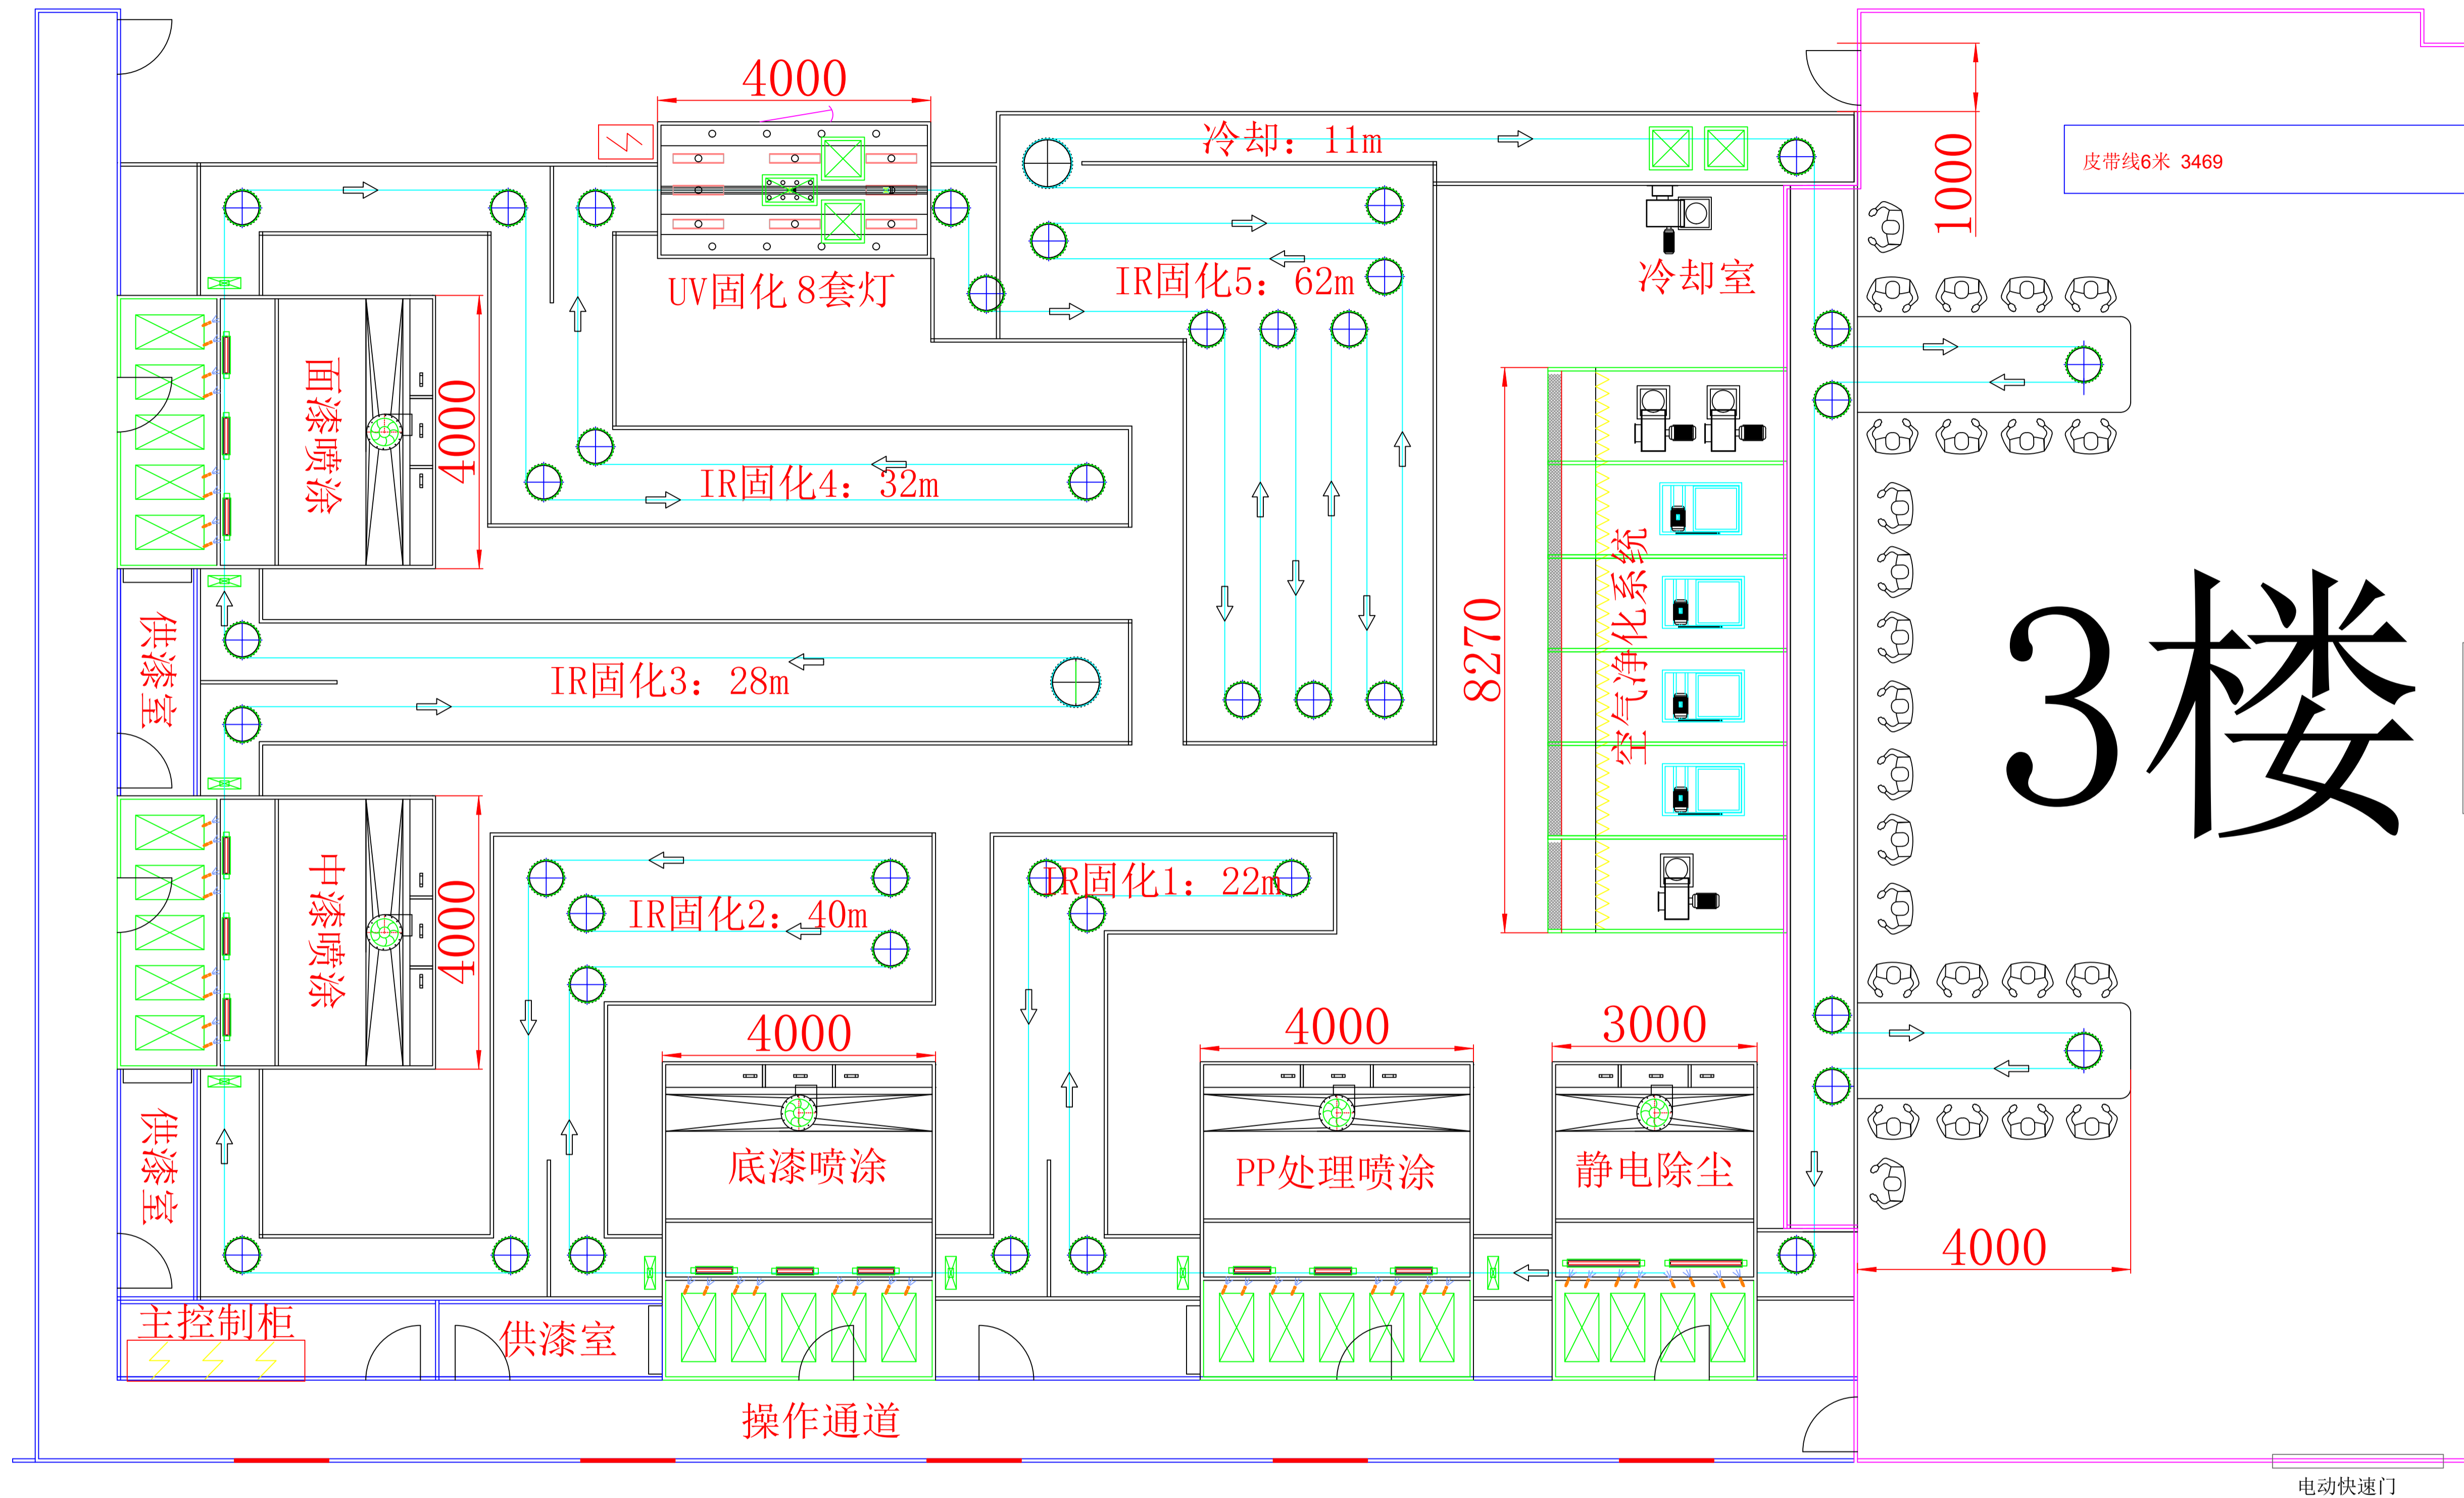 4000
冷却：11m
1000
皮带线6米 3469
UV固化 8套灯
IR固化5：62m
冷却室
面漆喷涂
4000
IR固化4：32m
空气净化系统
8270
3楼
供漆室
IR固化3：28m
中漆喷涂
4000
IR固化2：40m
IR固化1：22m
4000
4000
3000
供漆室
底漆喷涂
PP处理喷涂
静电除尘
4000
主控制柜
供漆室
操作通道
电动快速门